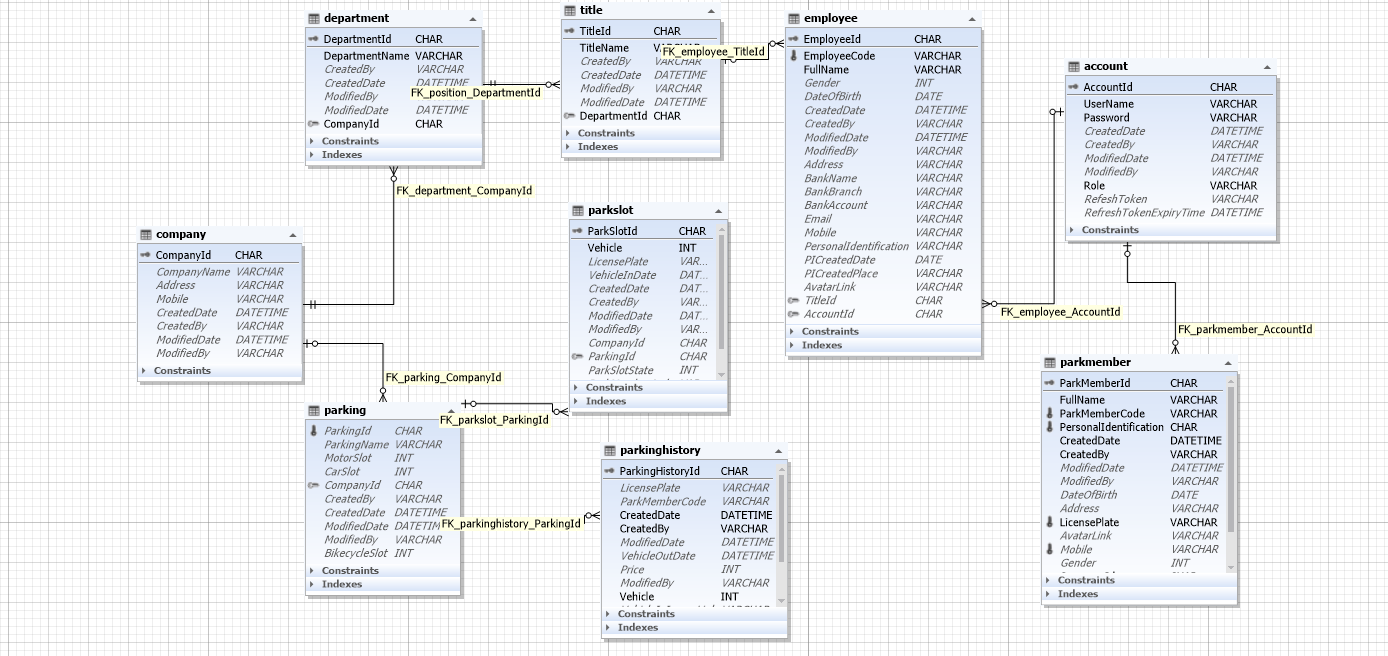 department
DepartmentId CHAR
DepartmentName VARCHAR
CreatedBy VARCHAR
CreatedDate DATETIME
ModifiedBy VARCHAR
ModifiedDate DATETIME
CompanyId CHAR
Constraints
Indexes
FK_position_DepartmentId
title
TitleId CHAR
TitleName
CreatedBy VARCHAR
CreatedDate DATETIME
ModifiedBy VARCHAR
ModifiedDate DATETIME
DepartmentId CHAR
Constraints
Indexes
FK_employee_TitleId
employee
EmployeeId CHAR
EmployeeCode VARCHAR
FullName VARCHAR
Gender INT
DateOfBirth DATE
CreatedDate DATETIME
CreatedBy VARCHAR
ModifiedDate DATETIME
ModifiedBy VARCHAR
Address VARCHAR
BankName VARCHAR
BankBranch VARCHAR
BankAccount VARCHAR
Email VARCHAR
Mobile VARCHAR
PersonalIdentification VARCHAR
PICreatedDate DATE
PICreatedPlace VARCHAR
AvatarLink VARCHAR
TitleId CHAR
AccountId CHAR
Constraints
Indexes
account
AccountId CHAR
UserName VARCHAR
Password VARCHAR
CreatedDate DATETIME
CreatedBy VARCHAR
ModifiedDate DATETIME
ModifiedBy VARCHAR
Role VARCHAR
RefeshToken VARCHAR
RefreshTokenExpiryTime DATETIME
Constraints
FK_department_CompanyId
company
CompanyId CHAR
CompanyName VARCHAR
Address VARCHAR
Mobile VARCHAR
CreatedDate DATETIME
CreatedBy VARCHAR
ModifiedDate DATETIME
ModifiedBy VARCHAR
Constraints
parkslot
ParkSlotId CHAR
Vehicle INT
LicensePlate VAR...
VehicleInDate DAT...
CreatedDate DAT...
CreatedBy VAR...
ModifiedDate DAT...
ModifiedBy VAR...
CompanyId CHAR
ParkingId CHAR
ParkSlotState INT
Constraints
Indexes
FK_employee_AccountId
FK_parkmember_AccountId
FK_parking_CompanyId
FK_parkslot_ParkingId
parking
ParkingId CHAR
ParkingName VARCHAR
MotorSlot INT
CarSlot INT
CompanyId CHAR
CreatedBy VARCHAR
CreatedDate DATETIME
ModifiedDate
ModifiedBy VARCHAR
BikecycleSlot INT
Constraints
Indexes
FK_parkinghistory_ParkingId
parkinghistory
ParkingHistoryId CHAR
LicensePlate VARCHAR
ParkMemberCode VARCHAR
CreatedDate DATETIME
CreatedBy VARCHAR
ModifiedDate DATETIME
VehicleOutDate DATETIME
Price INT
ModifiedBy VARCHAR
Vehicle INT
Constraints
Indexes
parkmember
ParkMemberId CHAR
FullName VARCHAR
ParkMemberCode VARCHAR
PersonalIdentification CHAR
CreatedDate DATETIME
CreatedBy VARCHAR
ModifiedDate DATETIME
ModifiedBy VARCHAR
DateOfBirth DATE
Address VARCHAR
LicensePlate VARCHAR
AvatarLink VARCHAR
Mobile VARCHAR
Gender INT
Constraints
Indexes